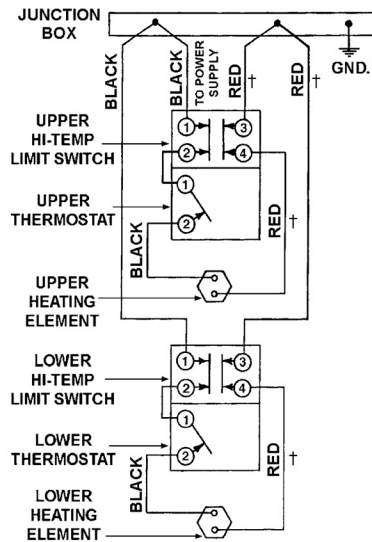 JUNCTION
BOX
BLACK
BLACK
TO POWER
SUPPLY
RED
†
RED
†
GND.
UPPER
HI-TEMP
LIMIT SWITCH
1
3
2
4
UPPER
THERMOSTAT
1
2
BLACK
RED
†
UPPER
HEATING
ELEMENT
LOWER
HI-TEMP
LIMIT SWITCH
1
3
2
4
LOWER
THERMOSTAT
1
2
BLACK
RED
†
LOWER
HEATING
ELEMENT